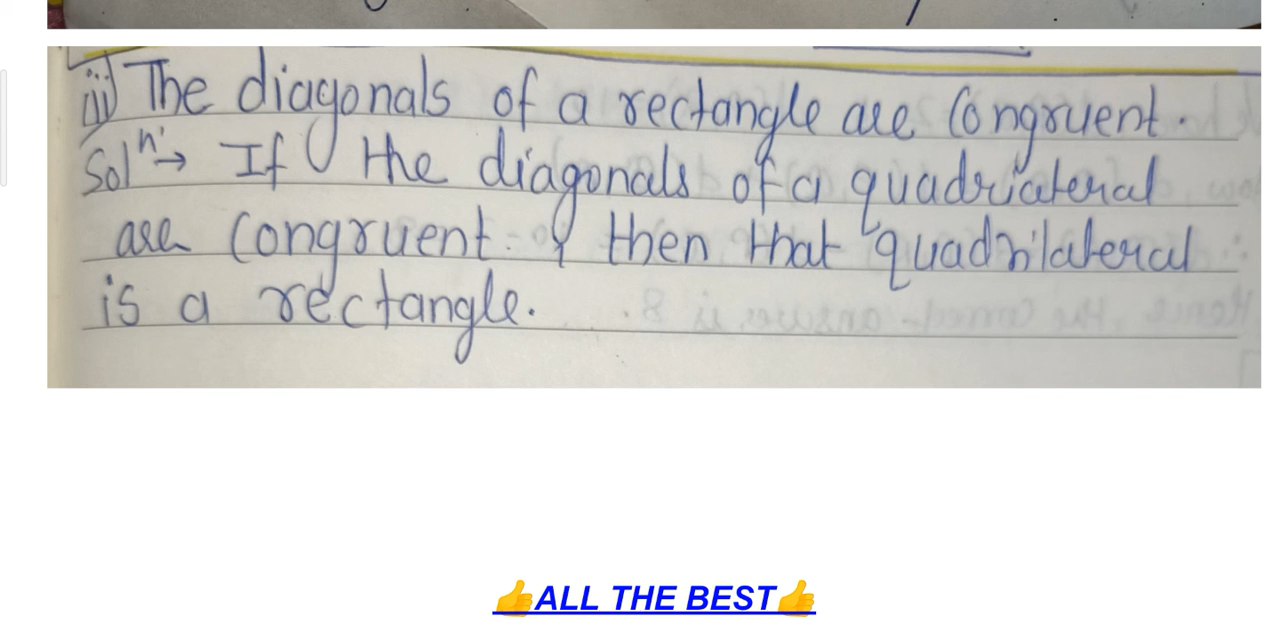 iii) The diagonals of a rectangle are Congruent.
Solⁿ→ If the diagonals of a quadriateral
are Congruent. then that quadrilateral
is a rectangle.
👍ALL THE BEST👍